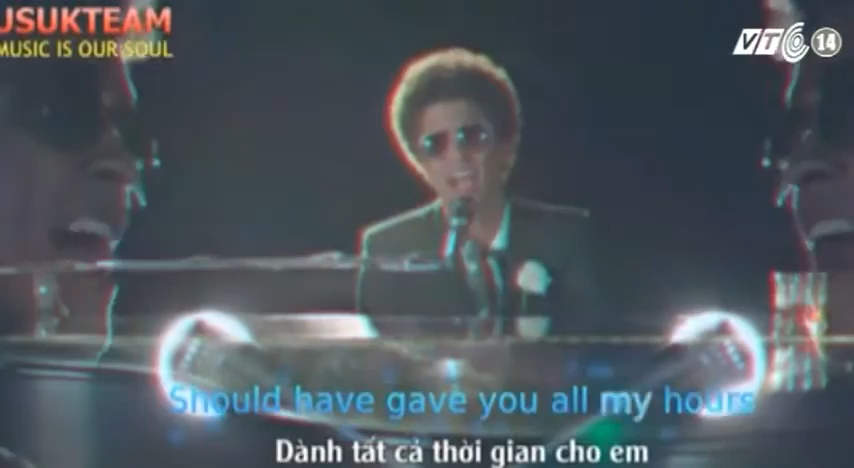 USUKTEAM
MUSIC IS OUR SOUL
VTC 14
Should have gave you all my hours
Dành tất cả thời gian cho em